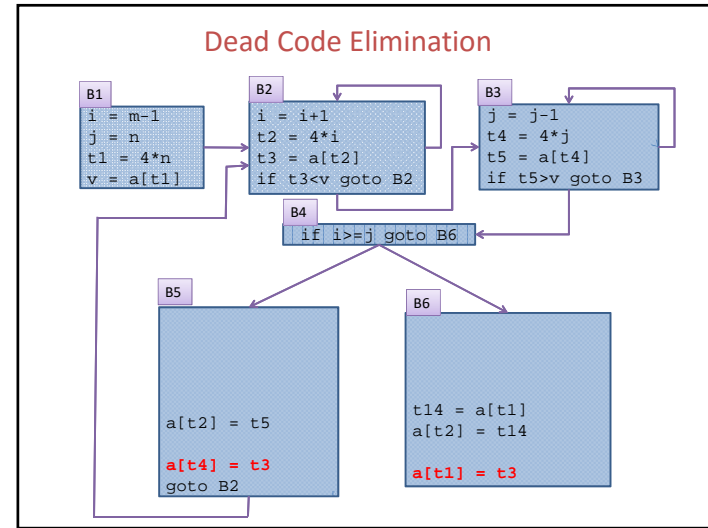 Dead Code Elimination
B1
i = m-1
j = n
t1 = 4*n
v = a[t1]
B2
i = i+1
t2 = 4*i
t3 = a[t2]
if t3<v goto B2
B3
j = j-1
t4 = 4*j
t5 = a[t4]
if t5>v goto B3
B4
if i>=j goto B6
B5
a[t2] = t5
a[t4] = t3
goto B2
B6
t14 = a[t1]
a[t2] = t14
a[t1] = t3